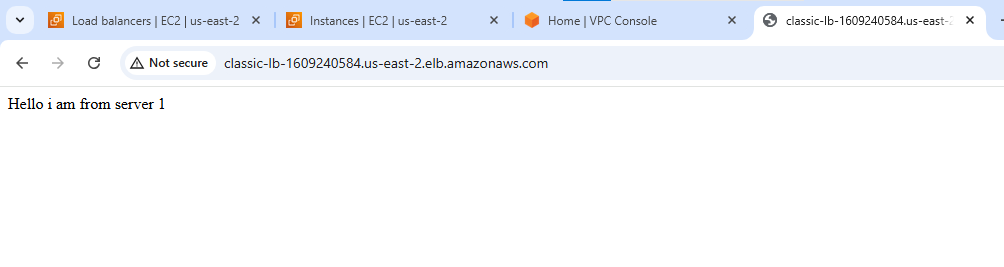 Load balancers | EC2 | us-east-2
Instances | EC2 | us-east-2
Home | VPC Console
classic-lb-1609240584.us-east-2
Not secure
classic-lb-1609240584.us-east-2.elb.amazonaws.com
Hello i am from server 1